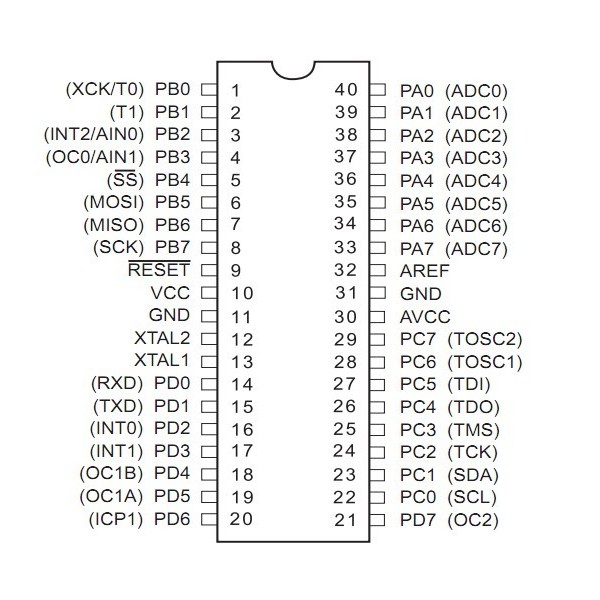 (XCK/T0) PB0 1 40 PA0 (ADC0)
(T1) PB1 2 39 PA1 (ADC1)
(INT2/AIN0) PB2 3 38 PA2 (ADC2)
(OC0/AIN1) PB3 4 37 PA3 (ADC3)
(S̅S̅) PB4 5 36 PA4 (ADC4)
(MOSI) PB5 6 35 PA5 (ADC5)
(MISO) PB6 7 34 PA6 (ADC6)
(SCK) PB7 8 33 PA7 (ADC7)
R̅E̅S̅E̅T̅ 9 32 AREF
VCC 10 31 GND
GND 11 30 AVCC
XTAL2 12 29 PC7 (TOSC2)
XTAL1 13 28 PC6 (TOSC1)
(RXD) PD0 14 27 PC5 (TDI)
(TXD) PD1 15 26 PC4 (TDO)
(INT0) PD2 16 25 PC3 (TMS)
(INT1) PD3 17 24 PC2 (TCK)
(OC1B) PD4 18 23 PC1 (SDA)
(OC1A) PD5 19 22 PC0 (SCL)
(ICP1) PD6 20 21 PD7 (OC2)